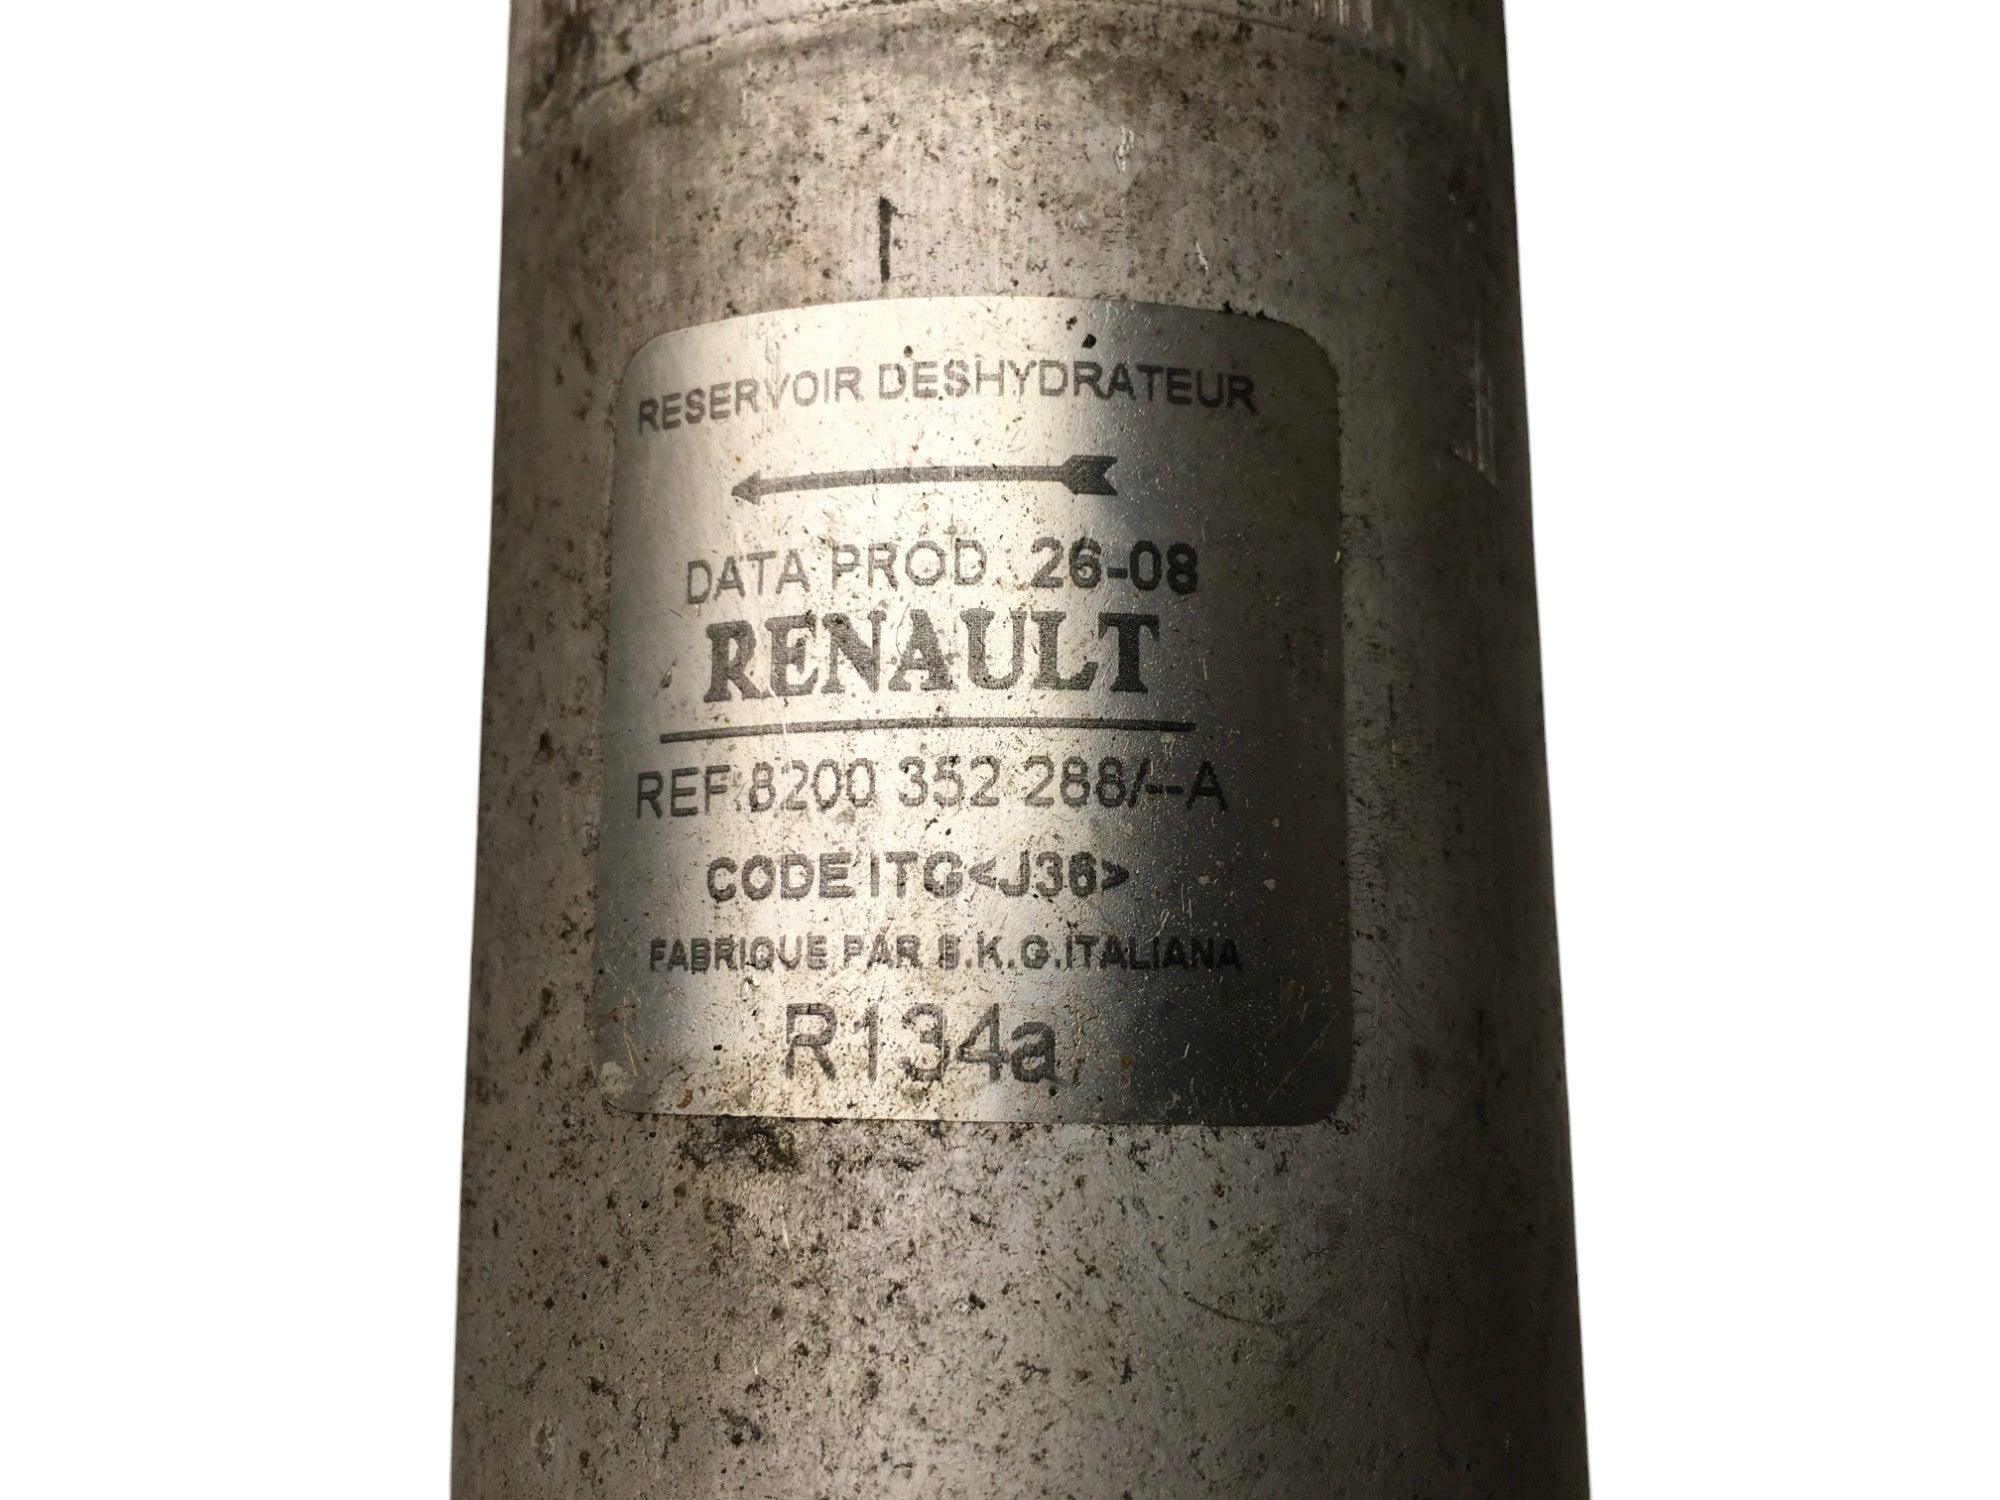 RESERVOIR DESHYDRATEUR
DATA PROD. 26-08
RENAULT
REF:8200 352 288/--A
CODE ITG<J36>
FABRIQUE PAR S.K.G.ITALIANA
R134a